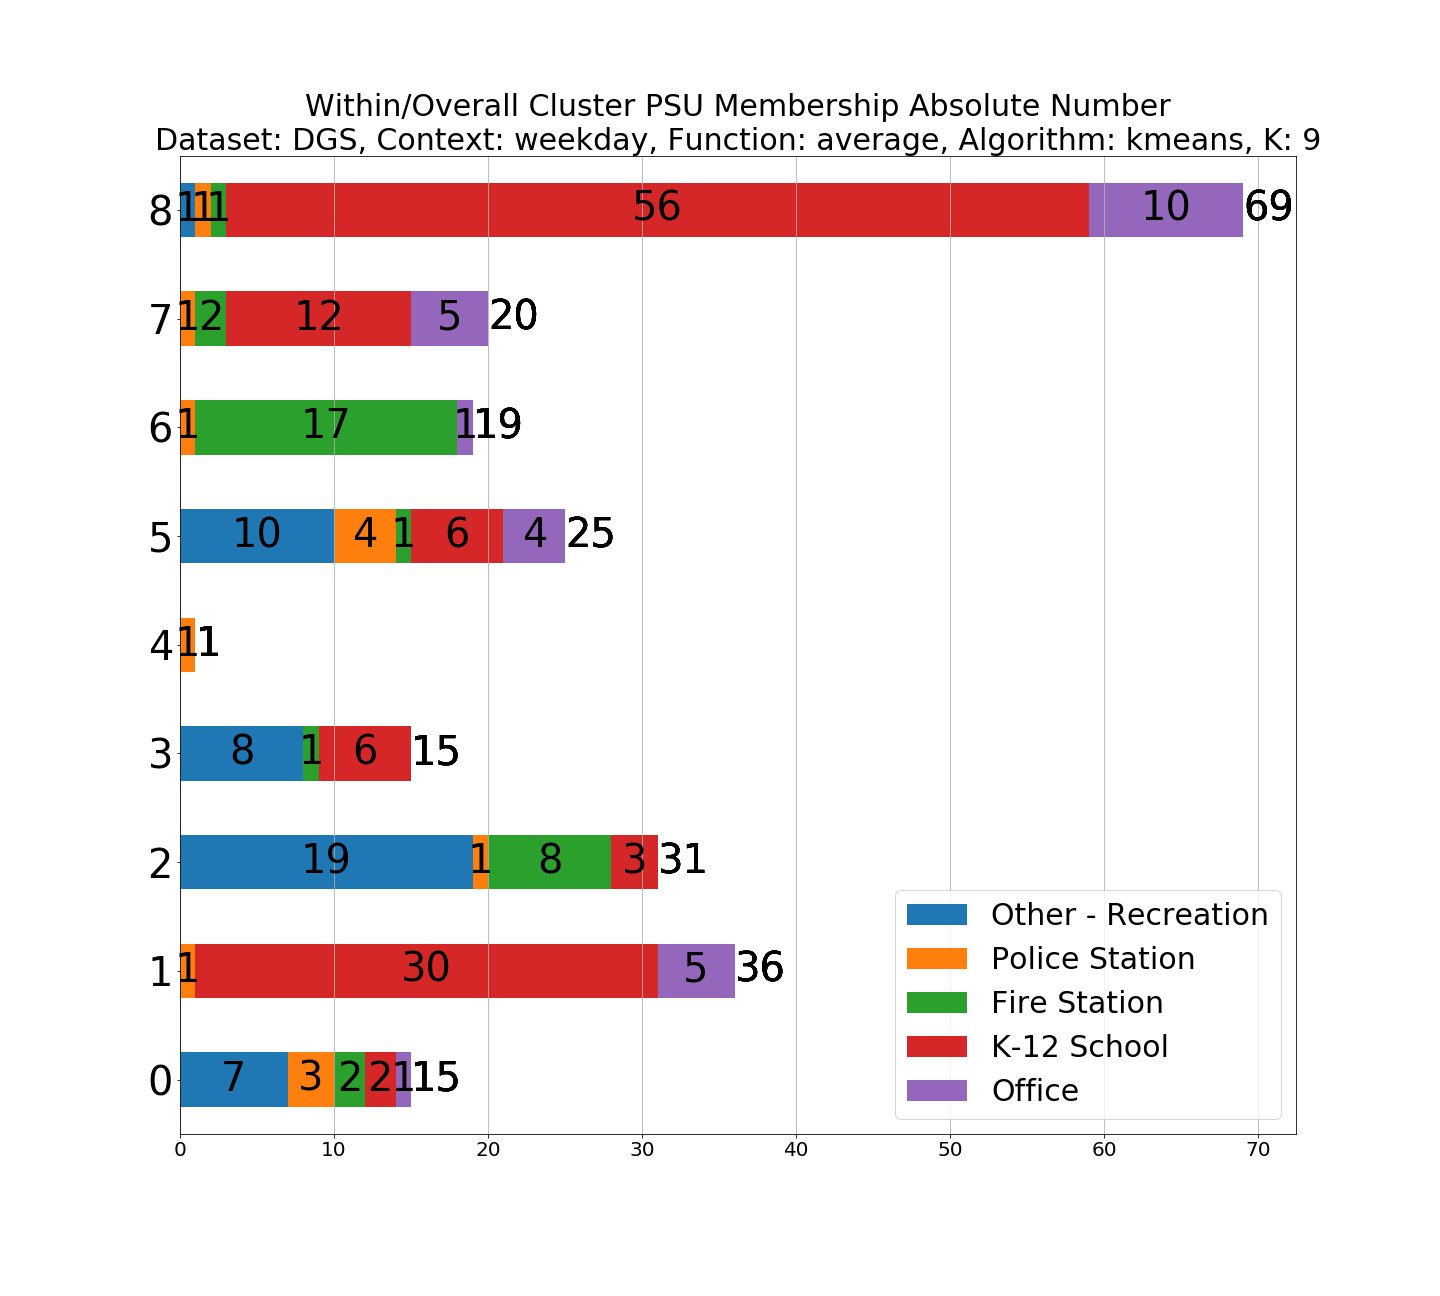 Within/Overall Cluster PSU Membership Absolute Number
Dataset: DGS, Context: weekday, Function: average, Algorithm: kmeans, K: 9
8 1 1 1 56 10 69
7 1 2 12 5 20
6 1 17 1 19
5 10 4 1 6 4 25
4 1 1
3 8 1 6 15
2 19 1 8 3 31
1 1 30 5 36
0 7 3 2 2 1 15
Other - Recreation
Police Station
Fire Station
K-12 School
Office
0 10 20 30 40 50 60 70